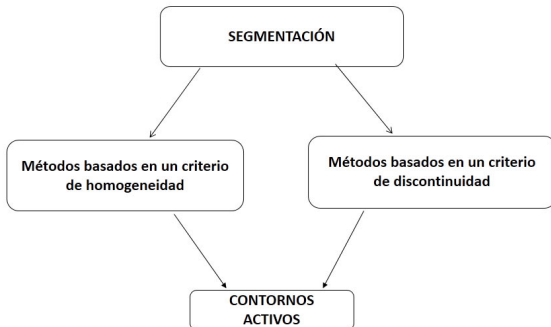 SEGMENTACIÓN
Métodos basados en un criterio
de homogeneidad
Métodos basados en un criterio
de discontinuidad
CONTORNOS
ACTIVOS